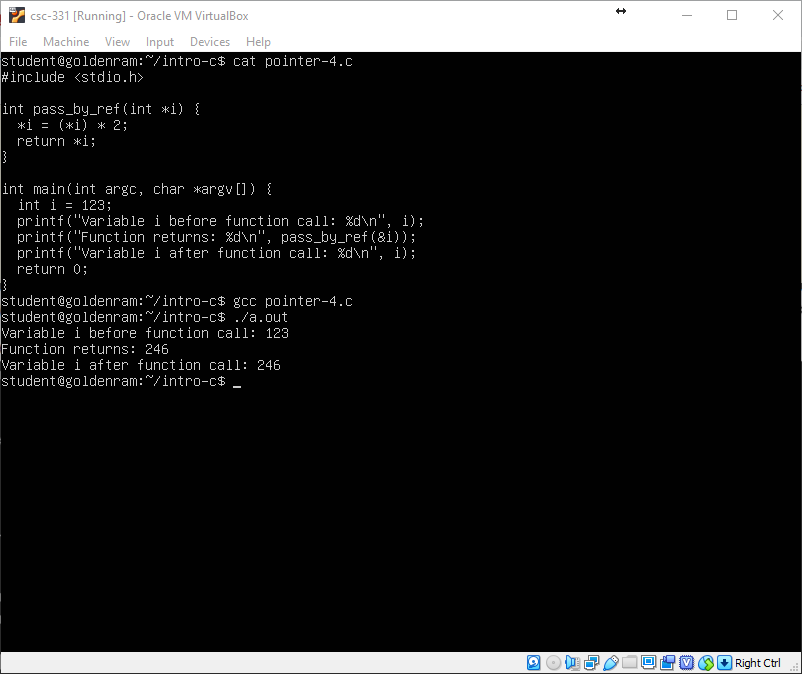 csc-331 [Running] - Oracle VM VirtualBox
File Machine View Input Devices Help
student@goldenram:~/intro-c$ cat pointer-4.c
#include <stdio.h>

int pass_by_ref(int *i) {
  *i = (*i) * 2;
  return *i;
}

int main(int argc, char *argv[]) {
  int i = 123;
  printf("Variable i before function call: %d\n", i);
  printf("Function returns: %d\n", pass_by_ref(&i));
  printf("Variable i after function call: %d\n", i);
  return 0;
}
student@goldenram:~/intro-c$ gcc pointer-4.c
student@goldenram:~/intro-c$ ./a.out
Variable i before function call: 123
Function returns: 246
Variable i after function call: 246
student@goldenram:~/intro-c$ _
Right Ctrl